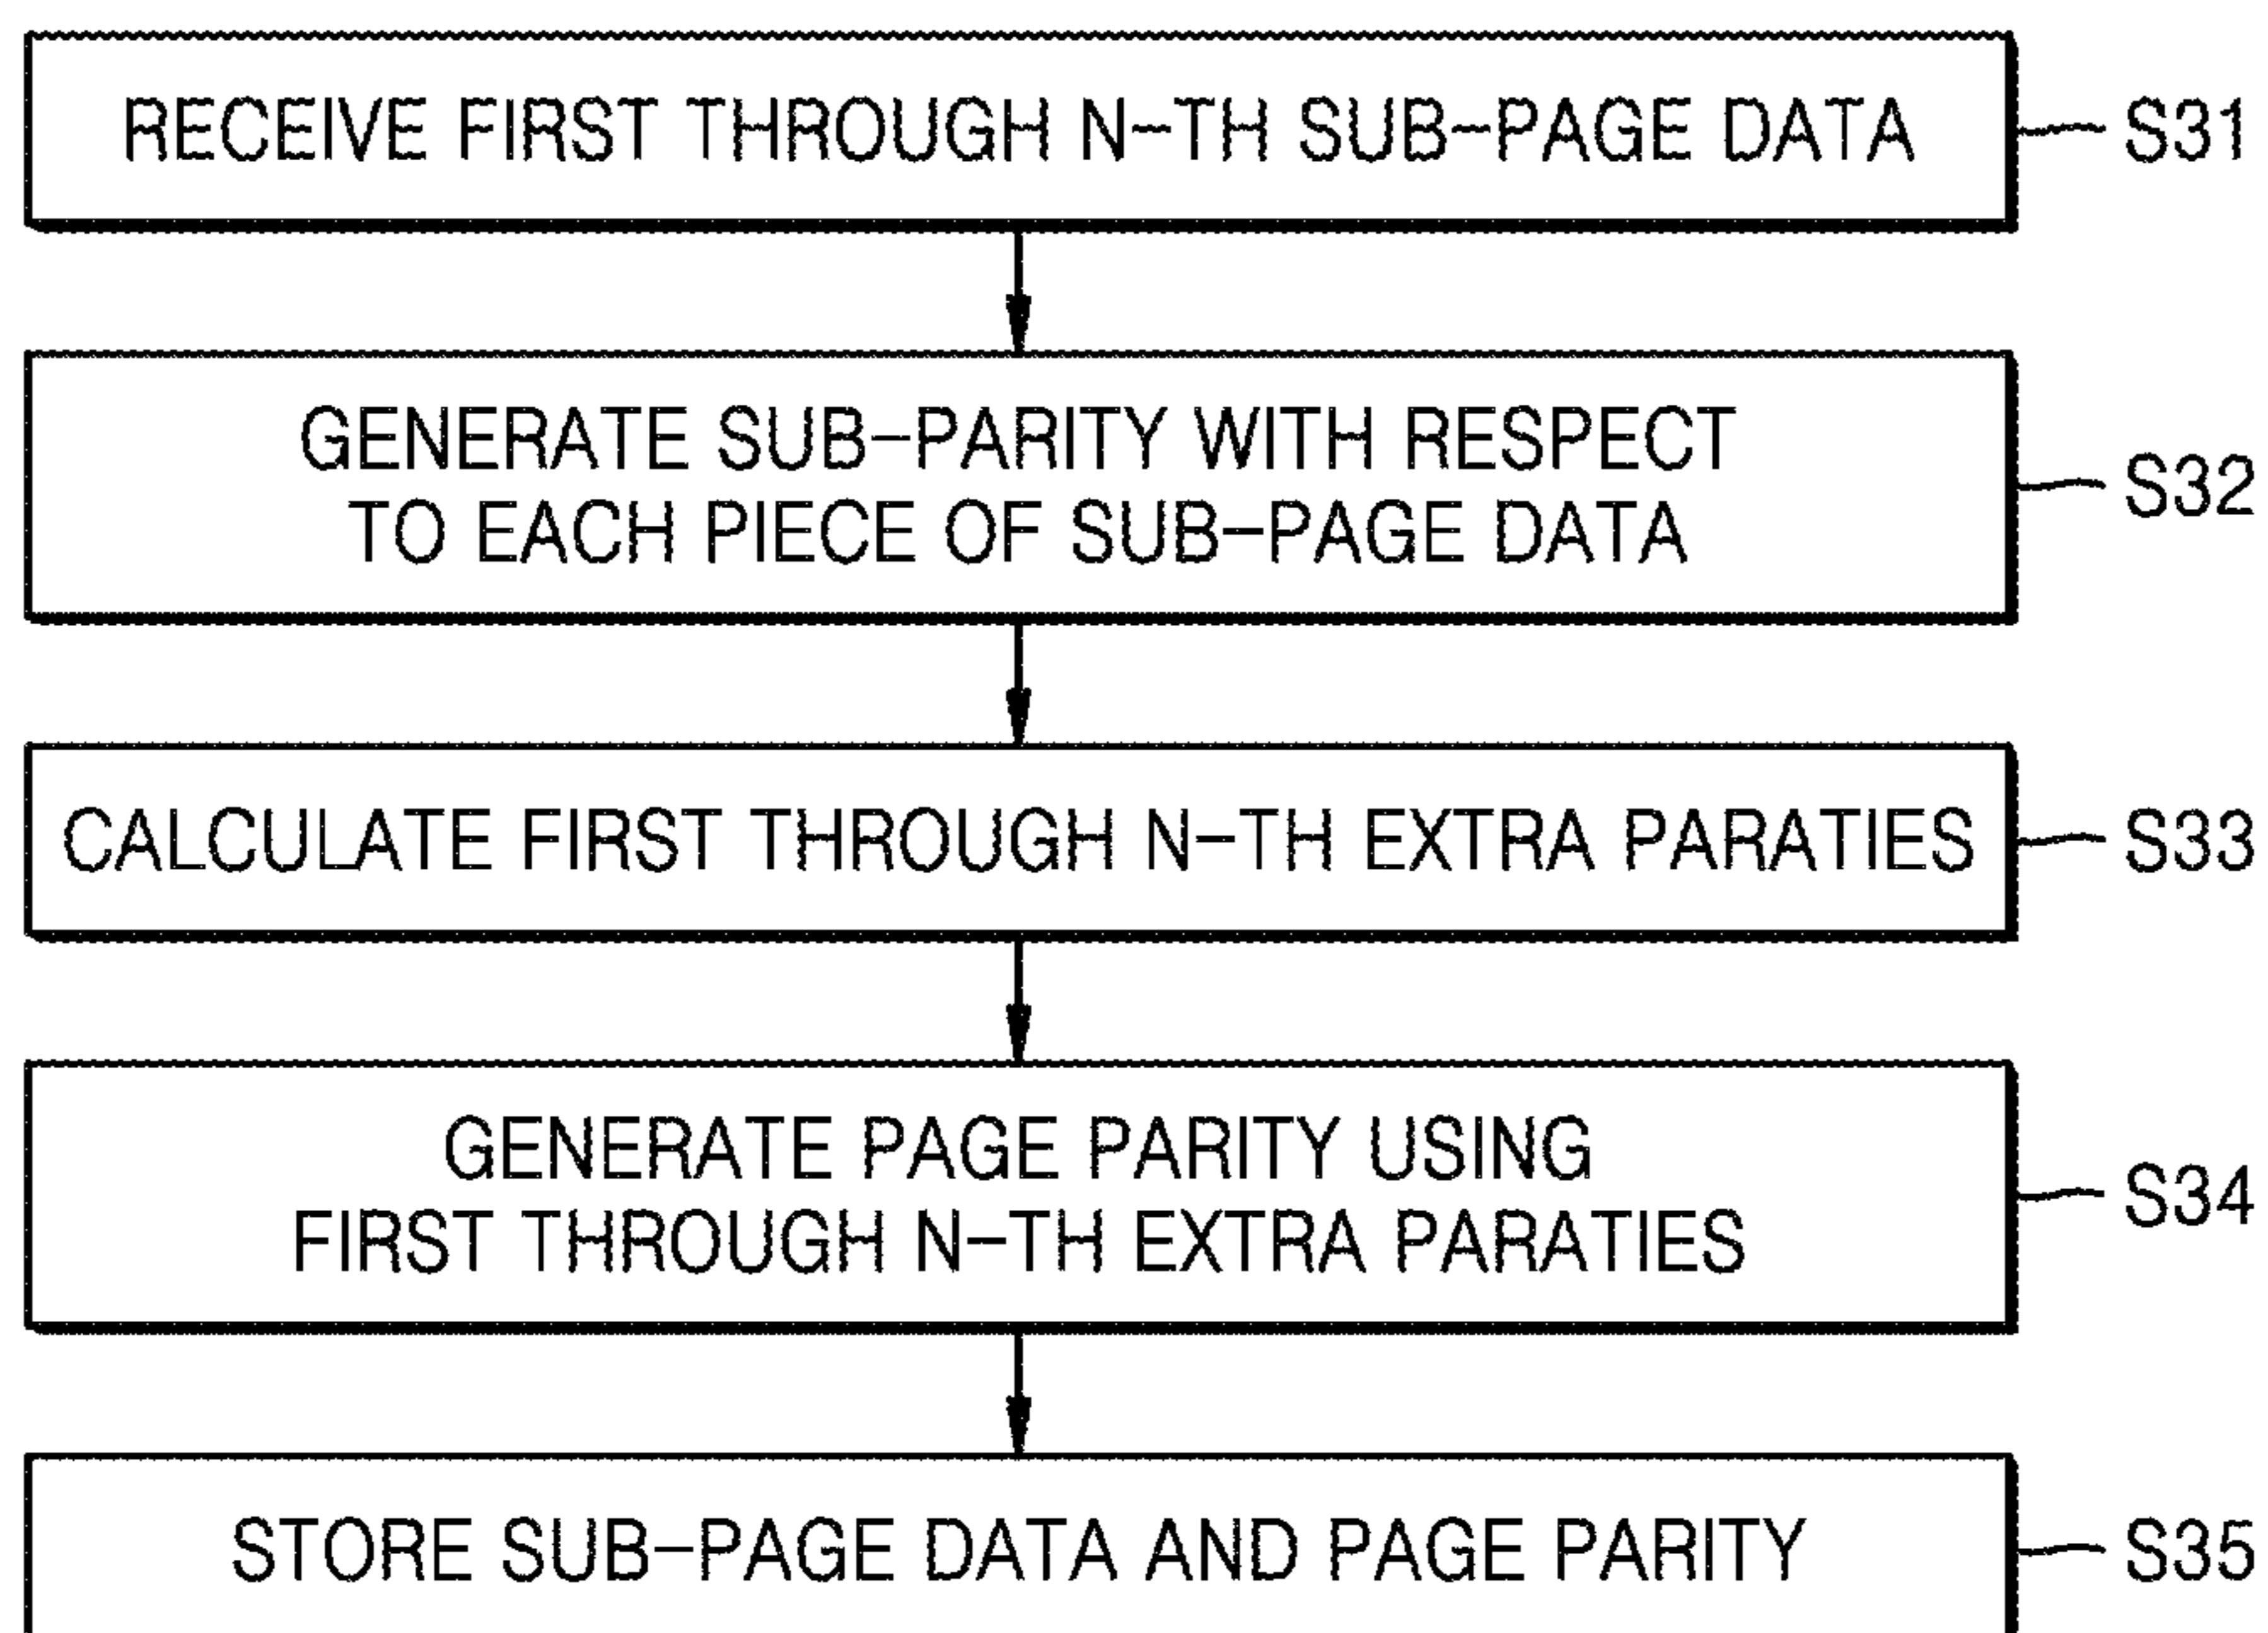 RECEIVE FIRST THROUGH N-TH SUB-PAGE DATA S31
GENERATE SUB-PARITY WITH RESPECT
TO EACH PIECE OF SUB-PAGE DATA
S32
CALCULATE FIRST THROUGH N-TH EXTRA PARATIES S33
GENERATE PAGE PARITY USING
FIRST THROUGH N-TH EXTRA PARATIES
S34
STORE SUB-PAGE DATA AND PAGE PARITY S35